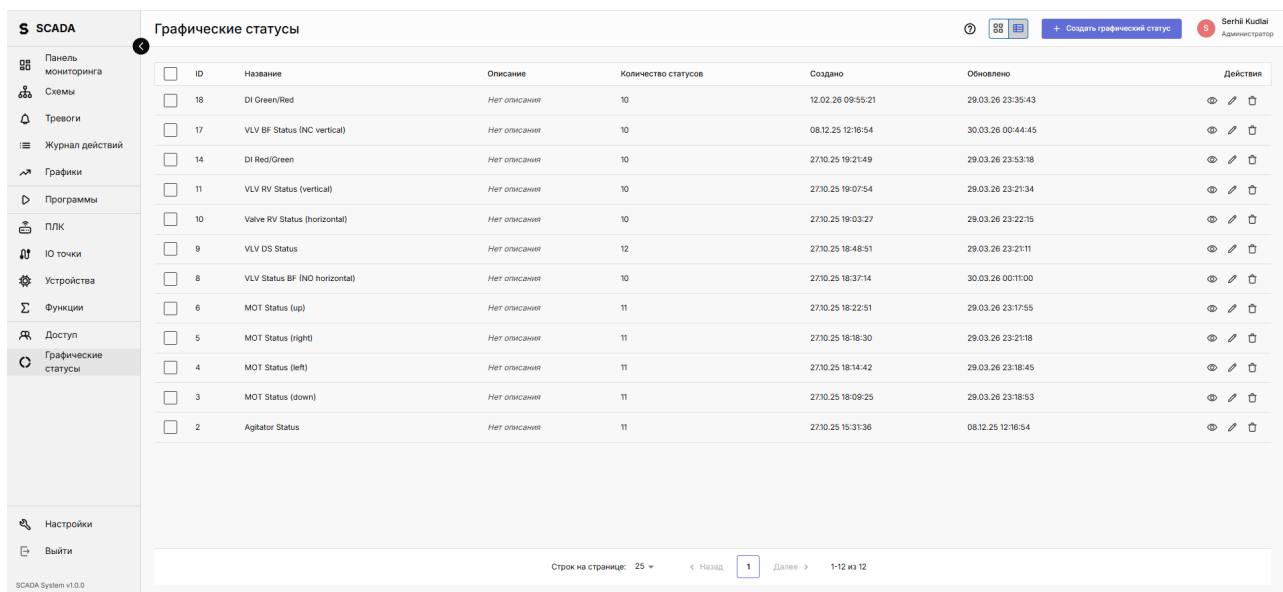 S SCADA
Графические статусы
+ Создать графический статус
S
Serhii Kudlai
Администратор
Панель
мониторинга
Схемы
Тревоги
Журнал действий
Графики
Программы
ПЛК
IO точки
Устройства
Функции
Доступ
Графические
статусы
Настройки
Выйти
SCADA System v1.0.0
ID Название Описание Количество статусов Создано Обновлено Действия
18 DI Green/Red Нет описания 10 12.02.26 09:55:21 29.03.26 23:35:43
17 VLV BF Status (NC vertical) Нет описания 10 08.12.25 12:16:54 30.03.26 00:44:45
14 DI Red/Green Нет описания 10 27.10.25 19:21:49 29.03.26 23:53:18
11 VLV RV Status (vertical) Нет описания 10 27.10.25 19:07:54 29.03.26 23:21:34
10 Valve RV Status (horizontal) Нет описания 10 27.10.25 19:03:27 29.03.26 23:22:15
9 VLV DS Status Нет описания 12 27.10.25 18:48:51 29.03.26 23:21:11
8 VLV Status BF (NO horizontal) Нет описания 10 27.10.25 18:37:14 30.03.26 00:11:00
6 MOT Status (up) Нет описания 11 27.10.25 18:22:51 29.03.26 23:17:55
5 MOT Status (right) Нет описания 11 27.10.25 18:18:30 29.03.26 23:21:18
4 MOT Status (left) Нет описания 11 27.10.25 18:14:42 29.03.26 23:18:45
3 MOT Status (down) Нет описания 11 27.10.25 18:09:25 29.03.26 23:18:53
2 Agitator Status Нет описания 11 27.10.25 15:31:36 08.12.25 12:16:54
Строк на странице: 25 < Назад 1 Далее > 1-12 из 12